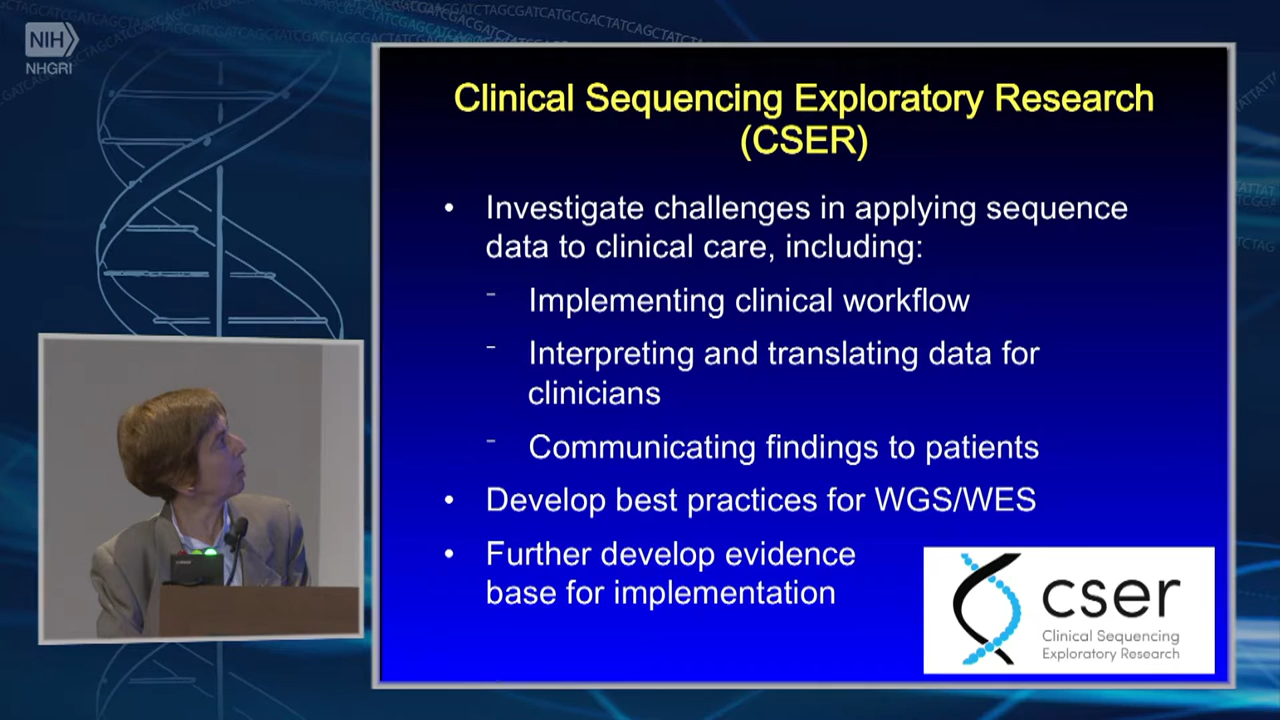 NIH
NHGRI
Clinical Sequencing Exploratory Research
(CSER)
• Investigate challenges in applying sequence
data to clinical care, including:
- Implementing clinical workflow
- Interpreting and translating data for
clinicians
- Communicating findings to patients
• Develop best practices for WGS/WES
• Further develop evidence
base for implementation
cser
Clinical Sequencing
Exploratory Research